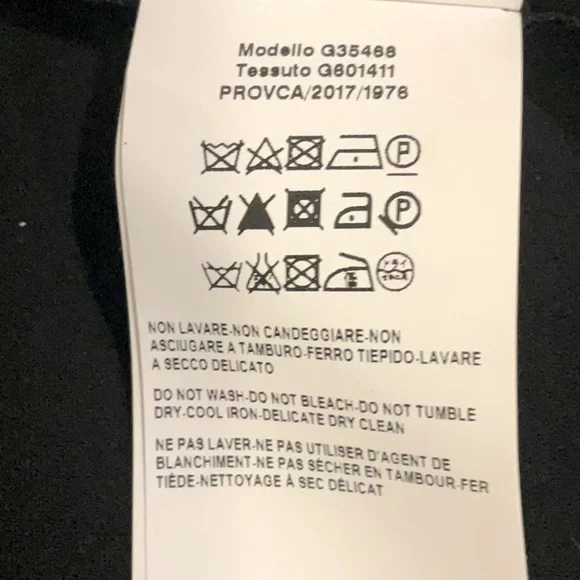 Modello G35468
Tessuto G601411
PROVCA/2017/1976
P
P
NON LAVARE-NON CANDEGGIARE-NON
ASCIUGARE A TAMBURO-FERRO TIEPIDO-LAVARE
A SECCO DELICATO
DO NOT WASH-DO NOT BLEACH-DO NOT TUMBLE
DRY-COOL IRON-DELICATE DRY CLEAN
NE PAS LAVER-NE PAS UTILISER D'AGENT DE
BLANCHIMENT-NE PAS SÈCHER EN TAMBOUR-FER
TIÈDE-NETTOYAGE À SEC DÉLICAT